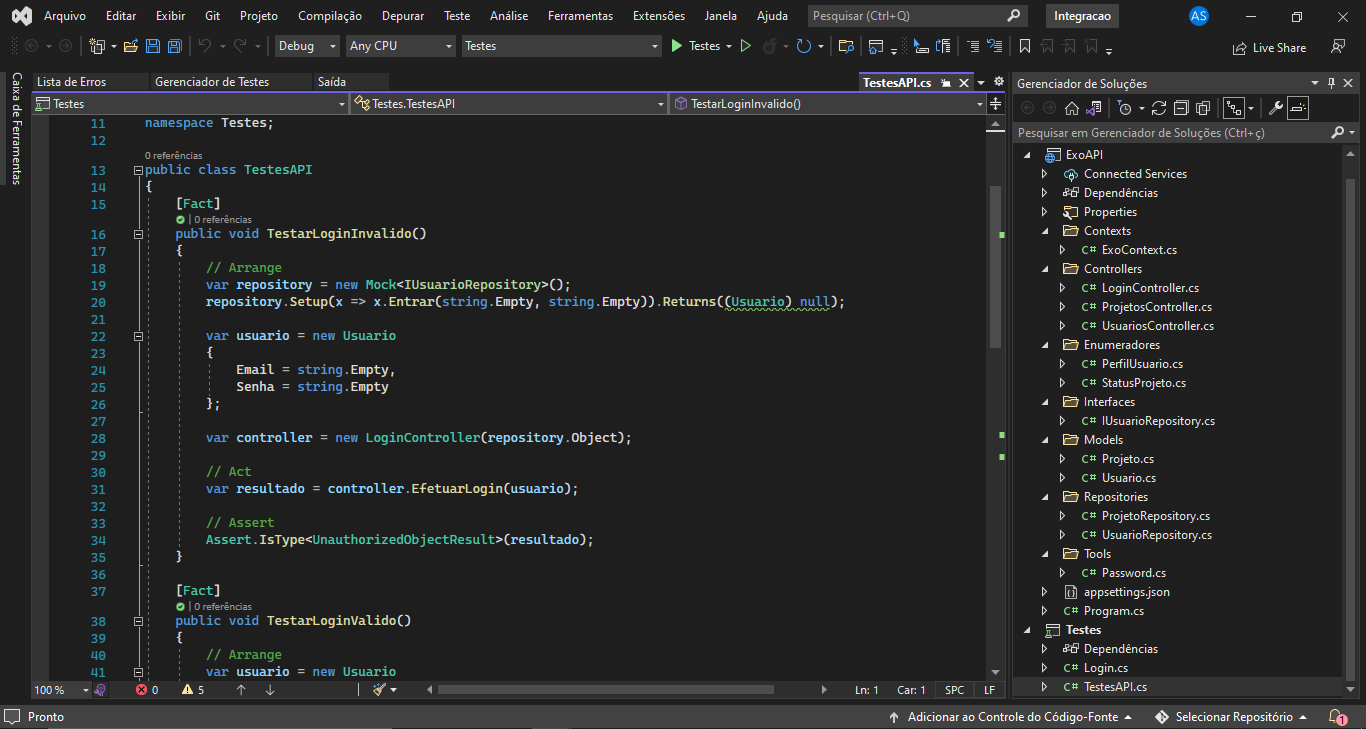 Arquivo Editar Exibir Git Projeto Compilação Depurar Teste Análise Ferramentas Extensões Janela Ajuda Pesquisar (Ctrl+Q) Integracao AS
Debug Any CPU Testes Testes Live Share
Caixa de Ferramentas
Lista de Erros Gerenciador de Testes Saída TestesAPI.cs
Testes Testes.TestesAPI TestarLoginInvalido()
11 namespace Testes;
12
0 referências
13 public class TestesAPI
14 {
15 [Fact]
| 0 referências
16 public void TestarLoginInvalido()
17 {
18 // Arrange
19 var repository = new Mock<IUsuarioRepository>();
20 repository.Setup(x => x.Entrar(string.Empty, string.Empty)).Returns((Usuario) null);
21
22 var usuario = new Usuario
23 {
24 Email = string.Empty,
25 Senha = string.Empty
26 };
27
28 var controller = new LoginController(repository.Object);
29
30 // Act
31 var resultado = controller.EfetuarLogin(usuario);
32
33 // Assert
34 Assert.IsType<UnauthorizedObjectResult>(resultado);
35 }
36
37 [Fact]
| 0 referências
38 public void TestarLoginValido()
39 {
40 // Arrange
41 var usuario = new Usuario
100 % 0 5 Ln: 1 Car: 1 SPC LF
Gerenciador de Soluções
Pesquisar em Gerenciador de Soluções (Ctrl+ç)
ExoAPI
Connected Services
Dependências
Properties
Contexts
C# ExoContext.cs
Controllers
C# LoginController.cs
C# ProjetosController.cs
C# UsuariosController.cs
Enumeradores
C# PerfilUsuario.cs
C# StatusProjeto.cs
Interfaces
C# IUsuarioRepository.cs
Models
C# Projeto.cs
C# Usuario.cs
Repositories
C# ProjetoRepository.cs
C# UsuarioRepository.cs
Tools
C# Password.cs
appsettings.json
C# Program.cs
Testes
Dependências
C# Login.cs
C# TestesAPI.cs
Pronto Adicionar ao Controle do Código-Fonte Selecionar Repositório 1